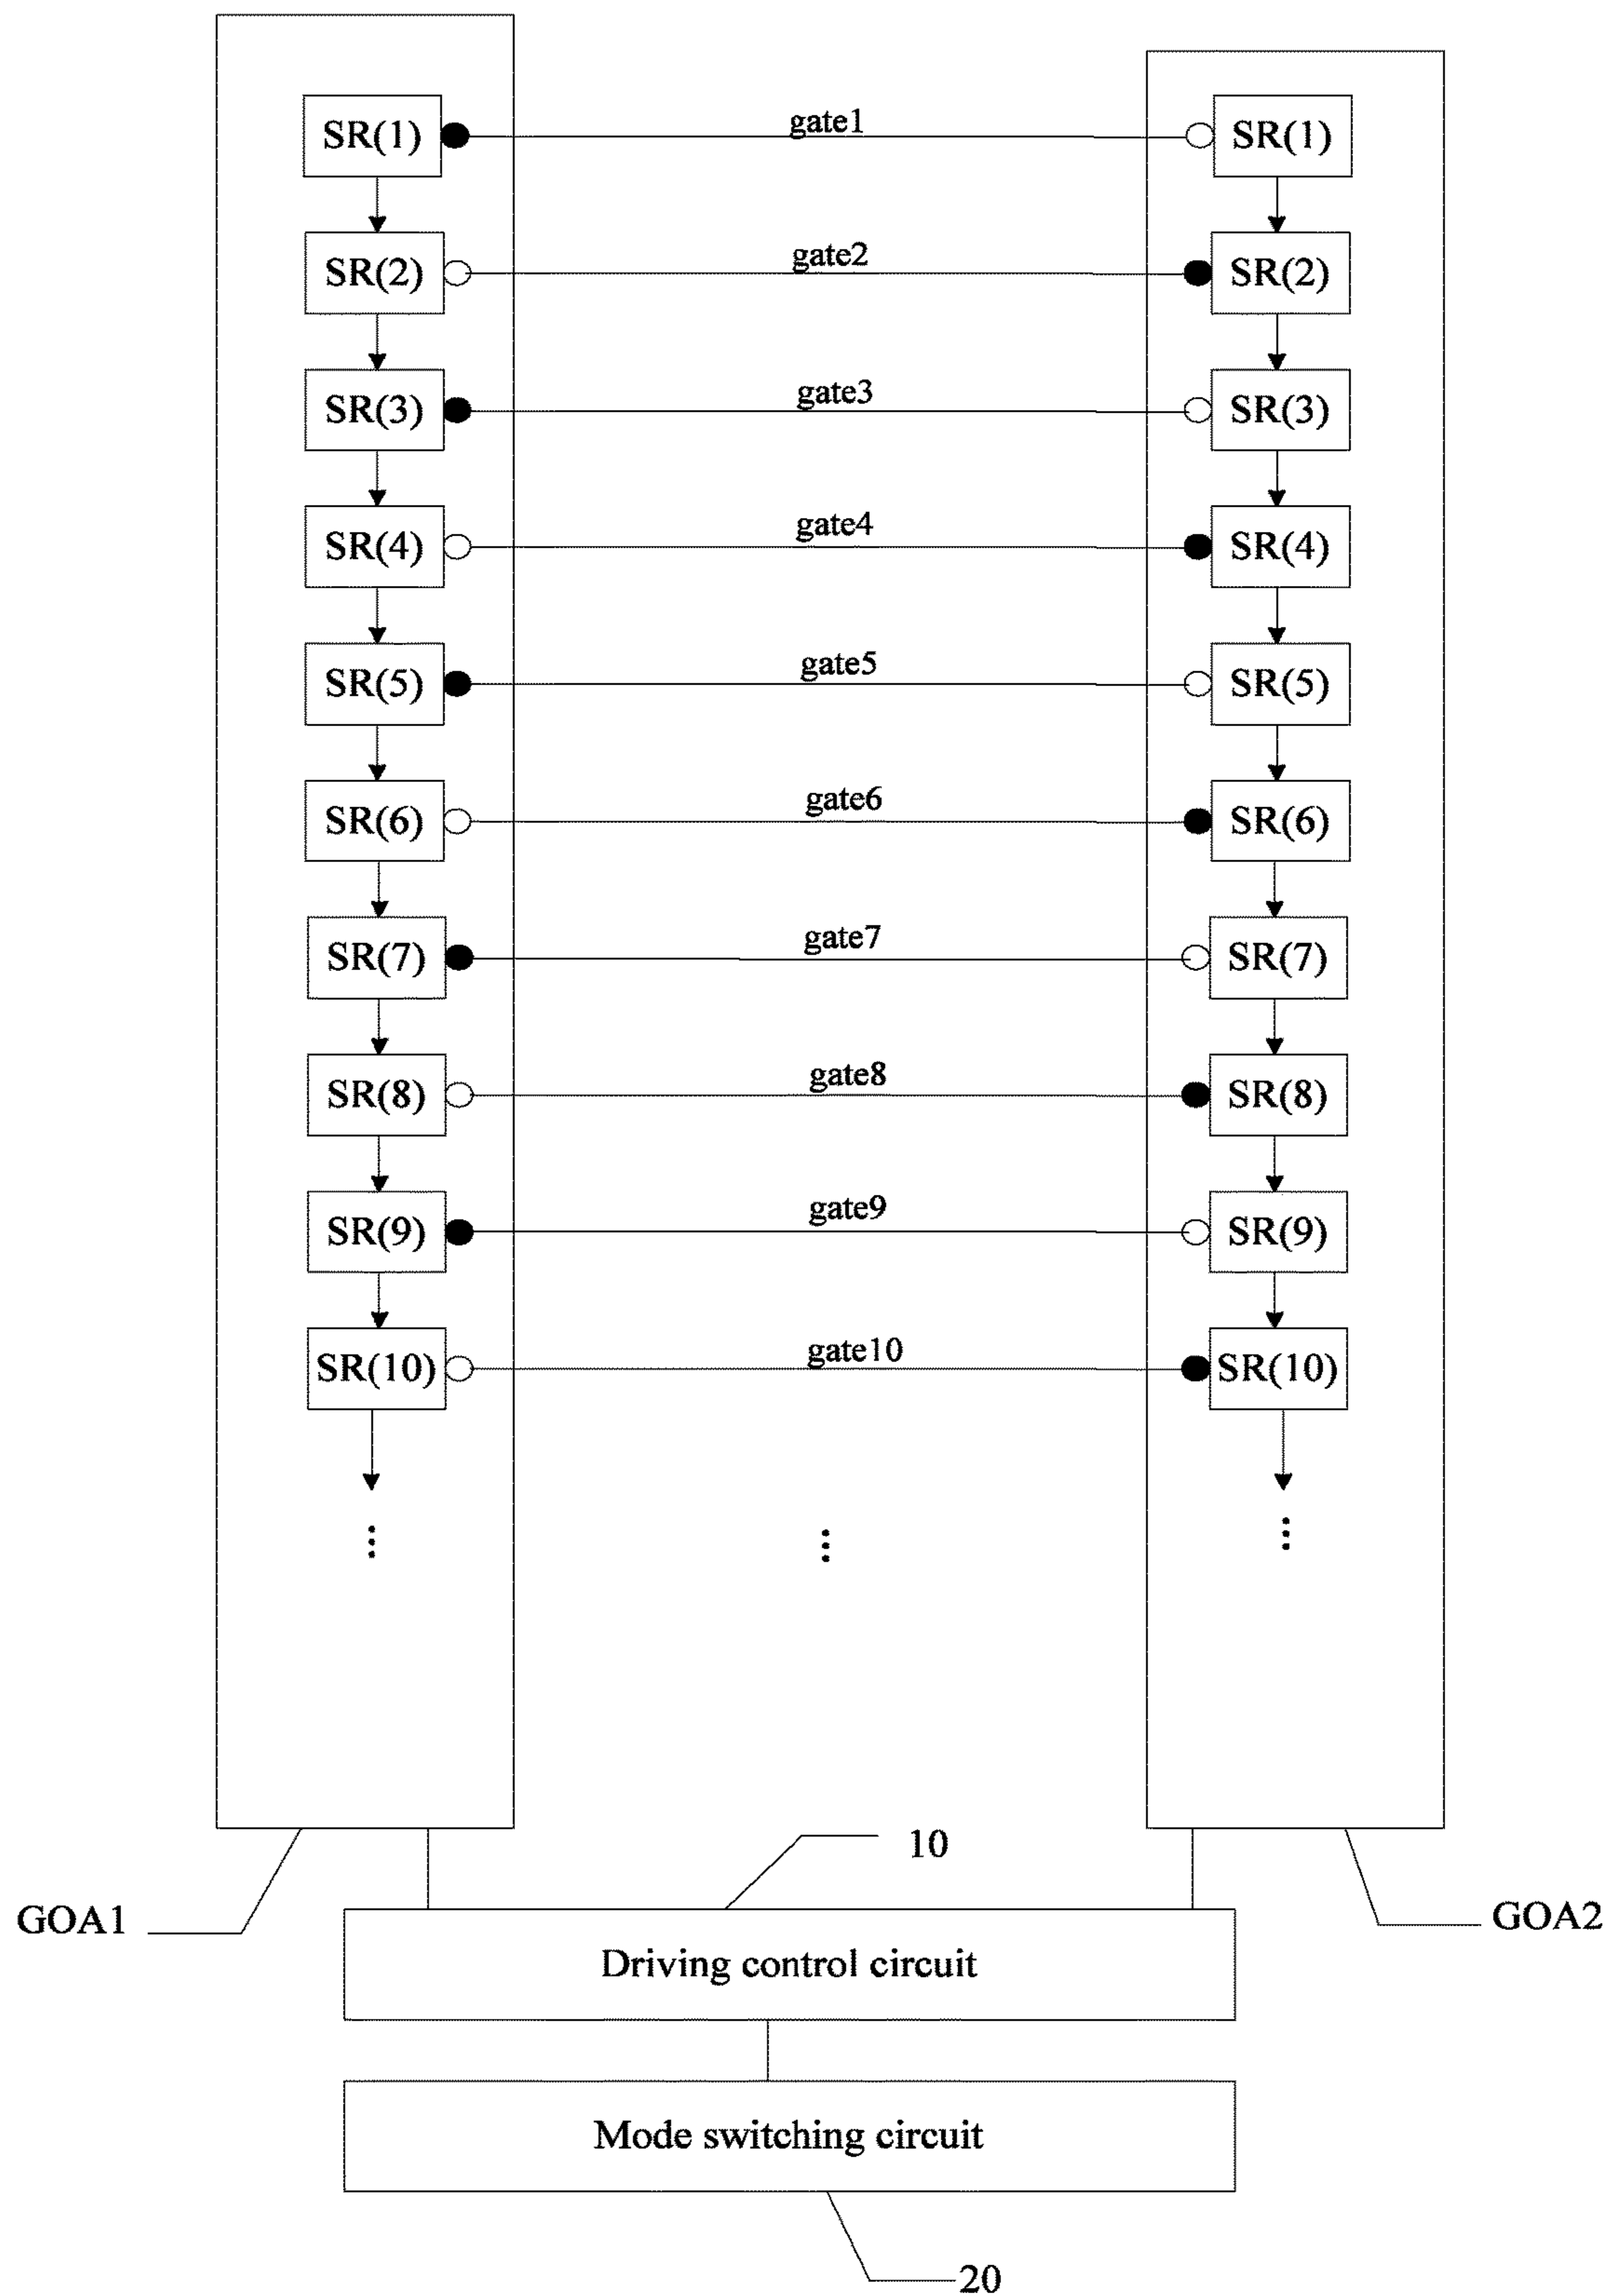 SR(1) gate1 SR(1)
SR(2) gate2 SR(2)
SR(3) gate3 SR(3)
SR(4) gate4 SR(4)
SR(5) gate5 SR(5)
SR(6) gate6 SR(6)
SR(7) gate7 SR(7)
SR(8) gate8 SR(8)
SR(9) gate9 SR(9)
SR(10) gate10 SR(10)
⋮ ⋮ ⋮
10
GOA1 GOA2
Driving control circuit
Mode switching circuit
20